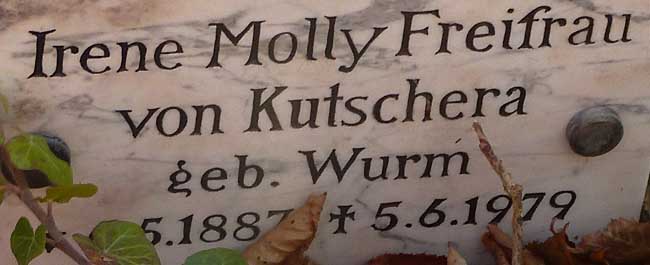 Irene Molly Freifrau
von Kutschera
geb. Wurm
.5.1887 ✝ 5.6.1979